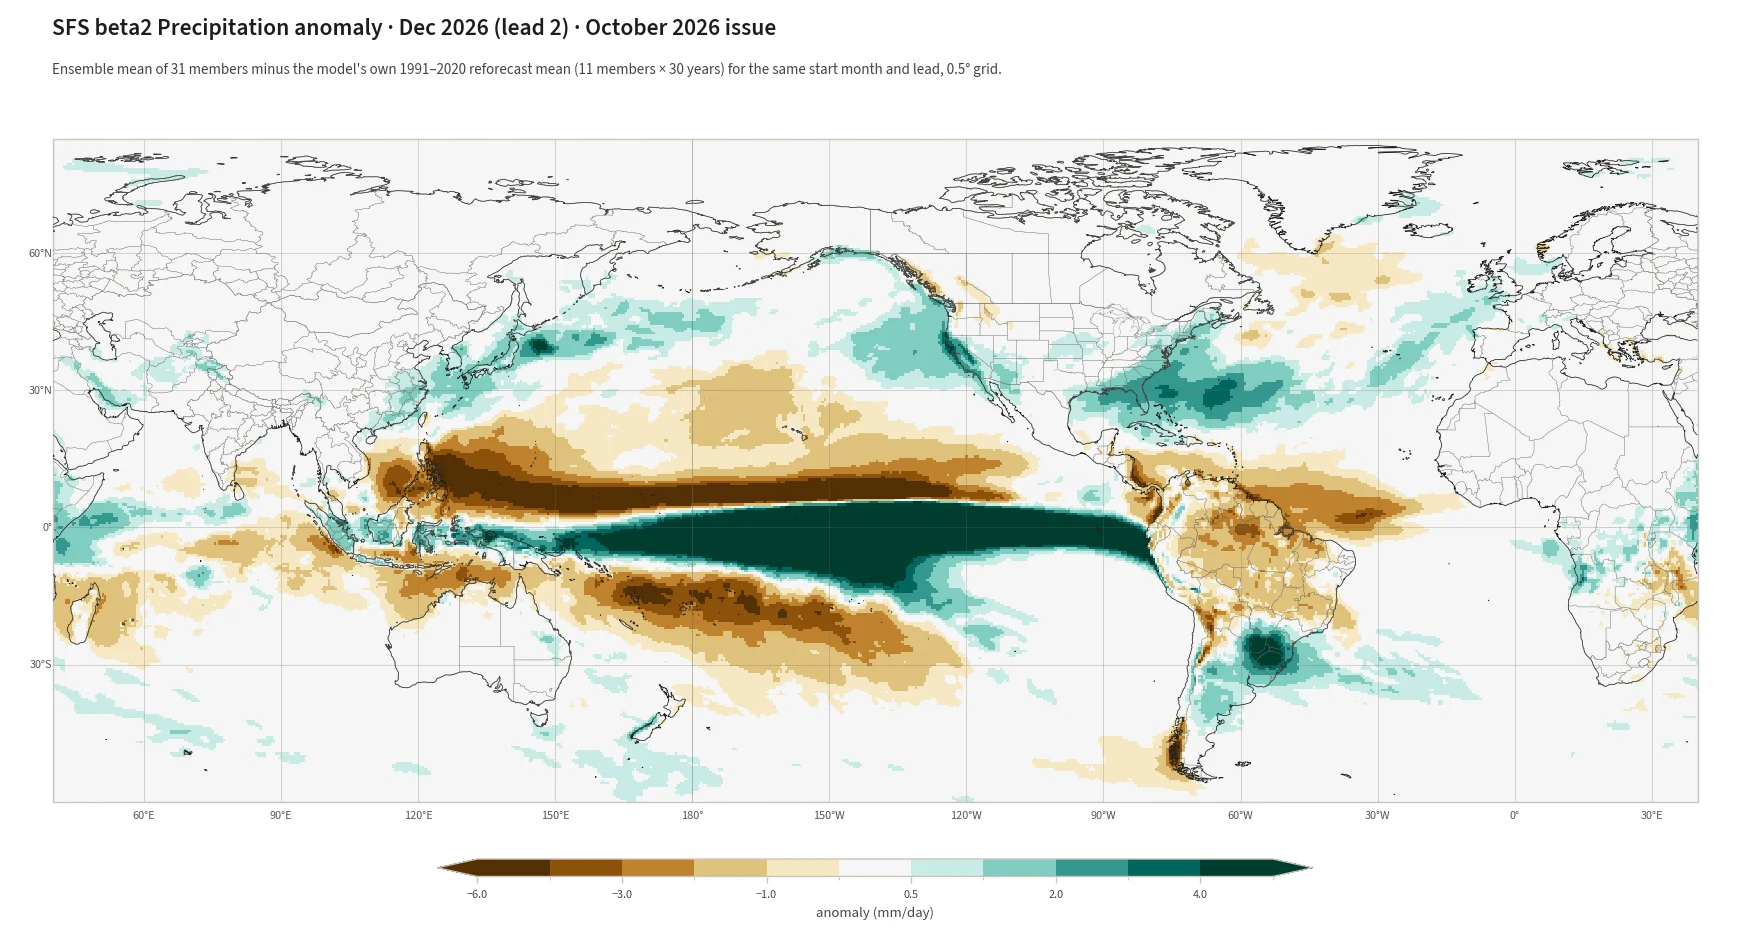 SFS beta2 Precipitation anomaly · Dec 2026 (lead 2) · October 2026 issue
Ensemble mean of 31 members minus the model's own 1991–2020 reforecast mean (11 members × 30 years) for the same start month and lead, 0.5° grid.
60°N
30°N
0°
30°S
60°E
90°E
120°E
150°E
180°
150°W
120°W
90°W
60°W
30°W
0°
30°E
−6.0
−3.0
−1.0
0.5
2.0
4.0
anomaly (mm/day)